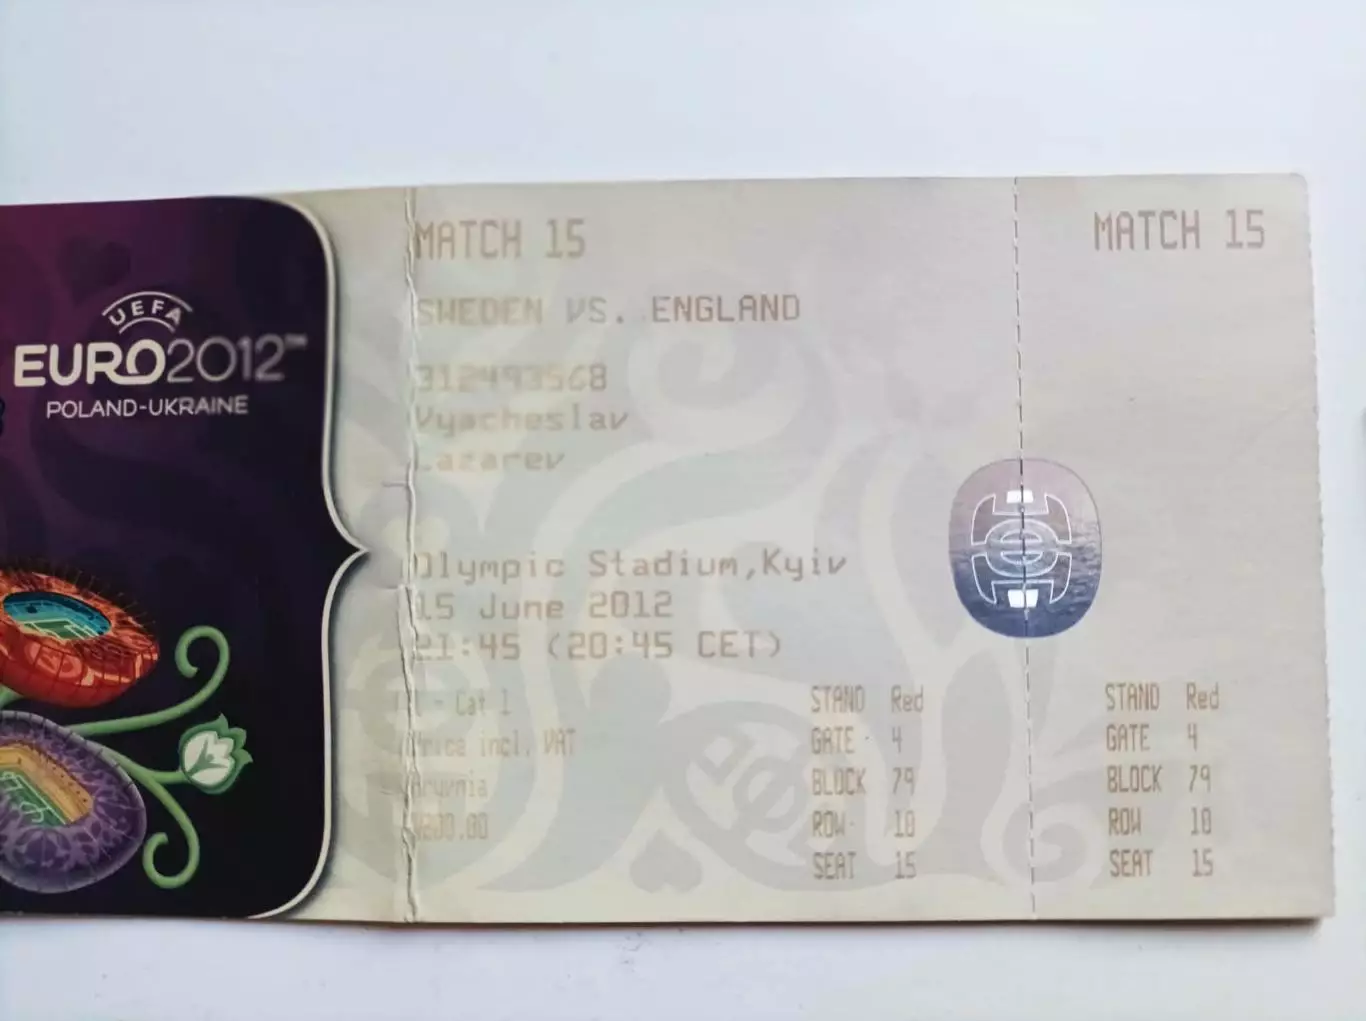 UEFA
EURO2012™
POLAND-UKRAINE
MATCH 15
SWEDEN VS. ENGLAND
312493568
Vyacheslav
Lazarev
Olympic Stadium,Kyiv
15 June 2012
21:45 (20:45 CET)
- Cat 1
incl. VAT
STAND Red
GATE 4
BLOCK 79
ROW 10
SEAT 15
MATCH 15
STAND Red
GATE 4
BLOCK 79
ROW 10
SEAT 15